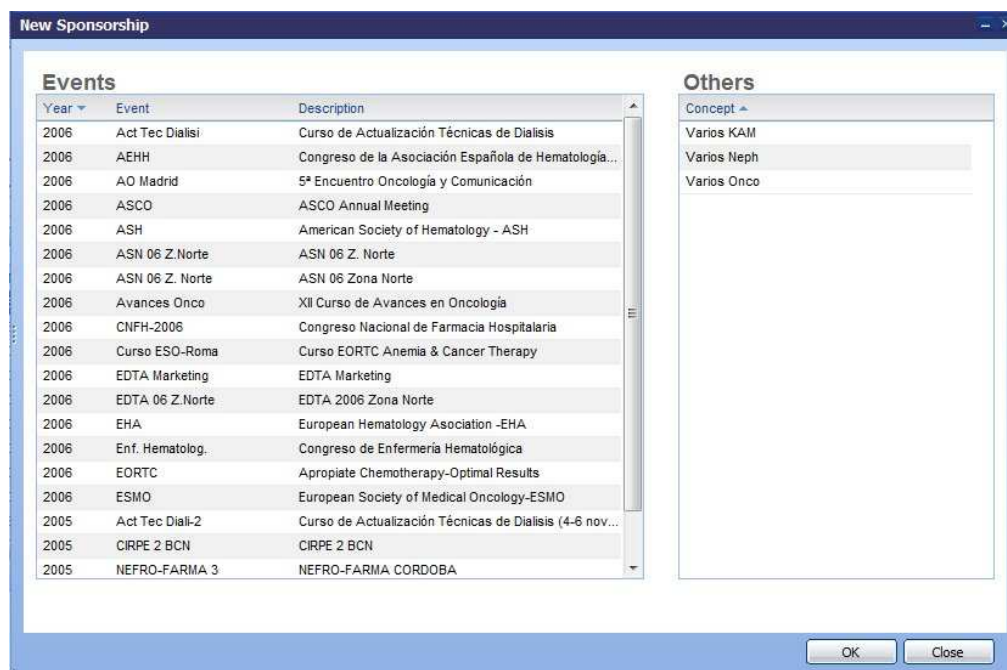 New Sponsorship
Events
Year Event Description
2006 Act Tec Dialisi Curso de Actualización Técnicas de Dialisis
2006 AEHH Congreso de la Asociación Española de Hematología...
2006 AO Madrid 5ª Encuentro Oncología y Comunicación
2006 ASCO ASCO Annual Meeting
2006 ASH American Society of Hematology - ASH
2006 ASN 06 Z.Norte ASN 06 Z. Norte
2006 ASN 06 Z. Norte ASN 06 Zona Norte
2006 Avances Onco XII Curso de Avances en Oncología
2006 CNFH-2006 Congreso Nacional de Farmacia Hospitalaria
2006 Curso ESO-Roma Curso EORTC Anemia & Cancer Therapy
2006 EDTA Marketing EDTA Marketing
2006 EDTA 06 Z.Norte EDTA 2006 Zona Norte
2006 EHA European Hematology Asociation -EHA
2006 Enf. Hematolog. Congreso de Enfermería Hematológica
2006 EORTC Apropiate Chemotherapy-Optimal Results
2006 ESMO European Society of Medical Oncology-ESMO
2005 Act Tec Diali-2 Curso de Actualización Técnicas de Dialisis (4-6 nov...
2005 CIRPE 2 BCN CIRPE 2 BCN
2005 NEFRO-FARMA 3 NEFRO-FARMA CORDOBA
Others
Concept
Varios KAM
Varios Neph
Varios Onco
OK Close